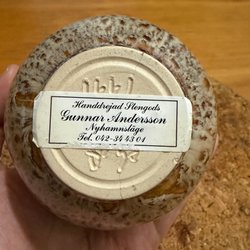 Handdrejad Stengods
Gunnar Andersson
Nyhamnsläge
Tel. 042-34 43 01